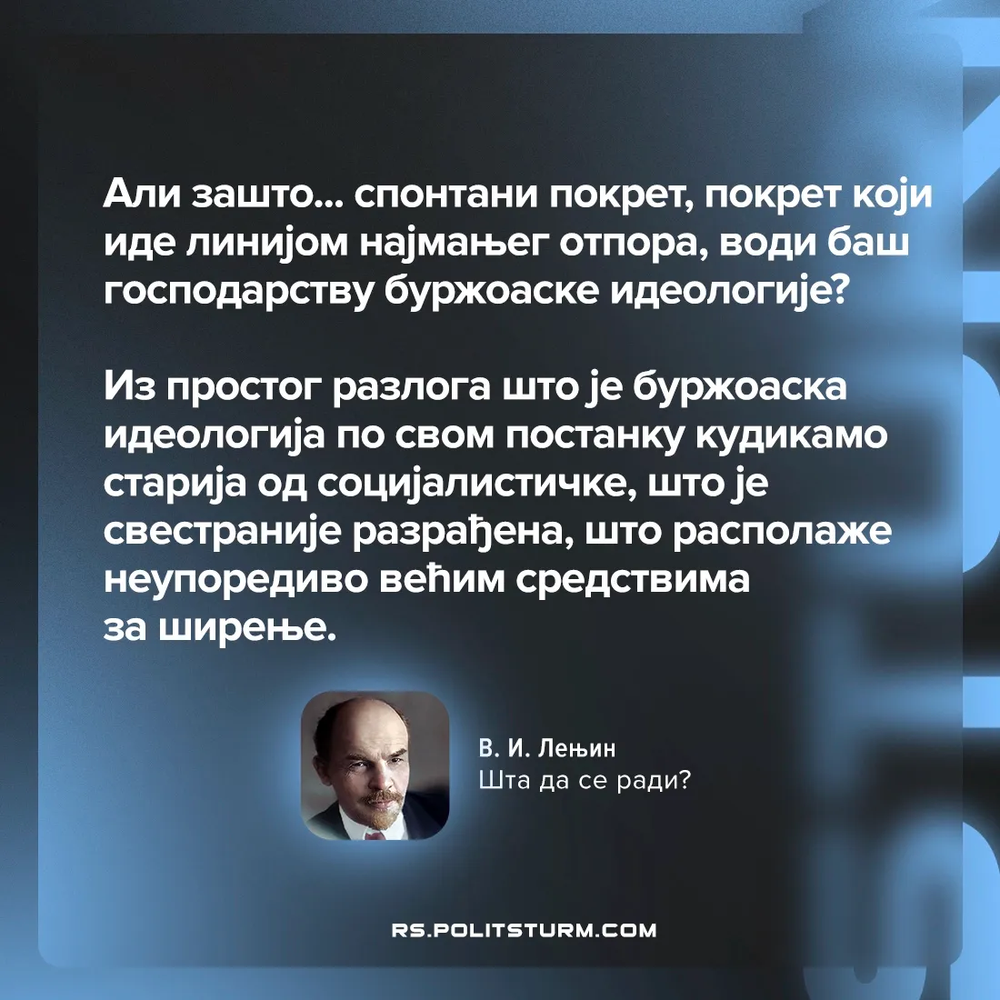 Али зашто... спонтани покрет, покрет који
иде линијом најмањег отпора, води баш
господарству буржоаске идеологије?
Из простог разлога што је буржоаска
идеологија по свом постанку кудикамо
старија од социјалистичке, што је
свестраније разрађена, што располаже
неупоредиво већим средствима
за ширење.
В. И. Лењин
Шта да се ради?
RS.POLITSTURM.COM